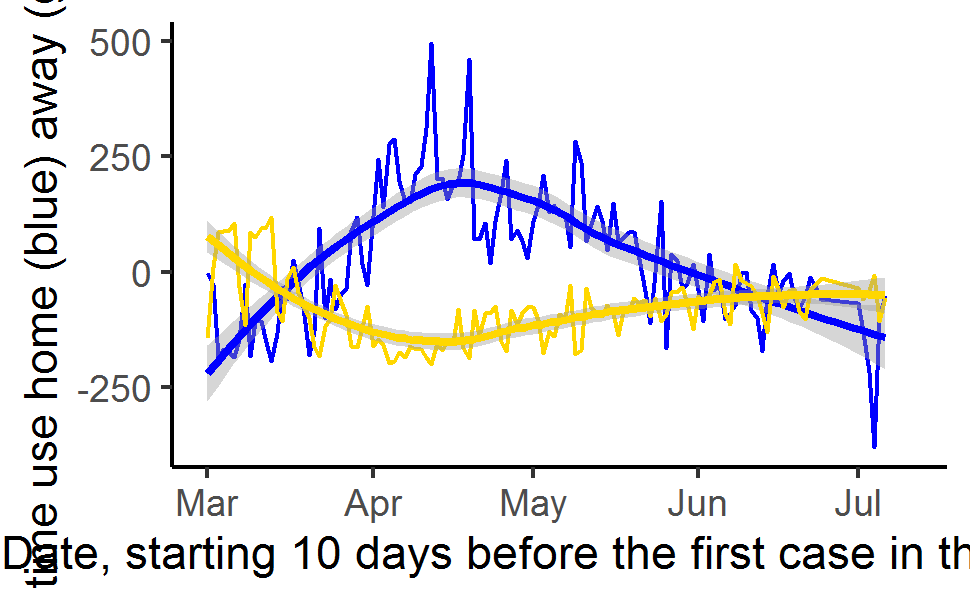 time use home (blue) away (
500
250
0
-250
Mar Apr May Jun Jul
Date, starting 10 days before the first case in th